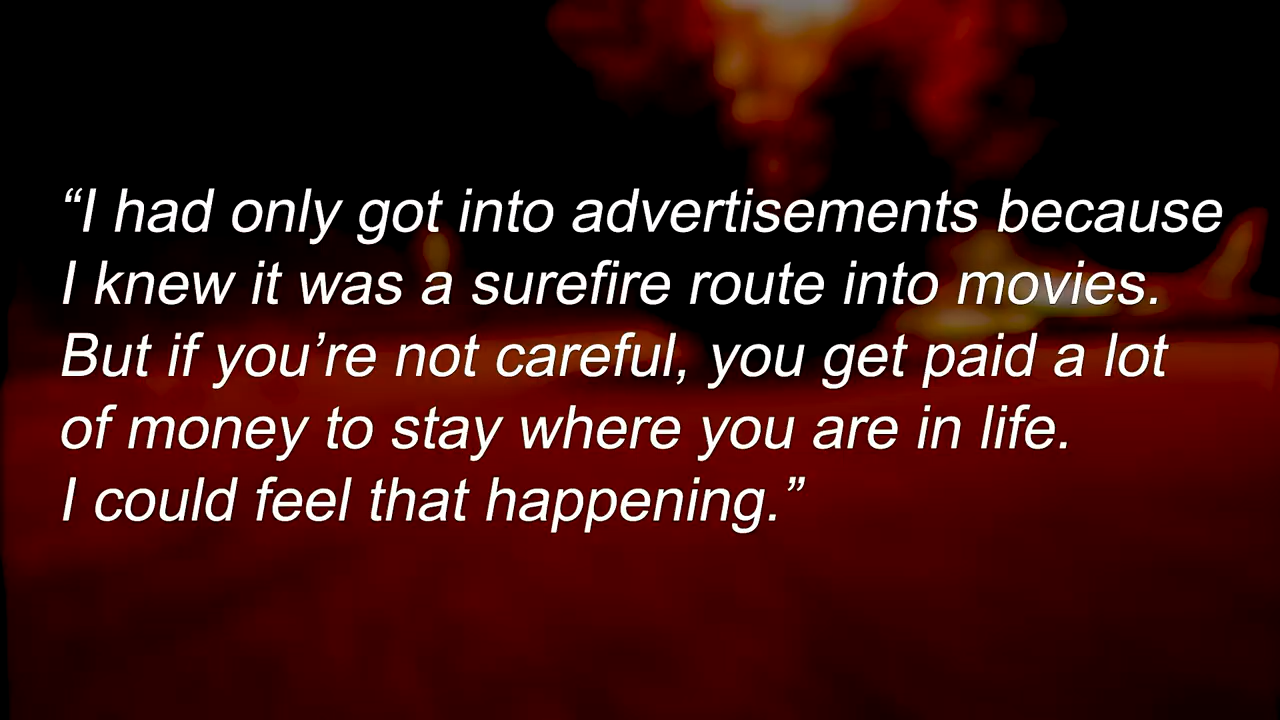 “I had only got into advertisements because
I knew it was a surefire route into movies.
But if you’re not careful, you get paid a lot
of money to stay where you are in life.
I could feel that happening.”